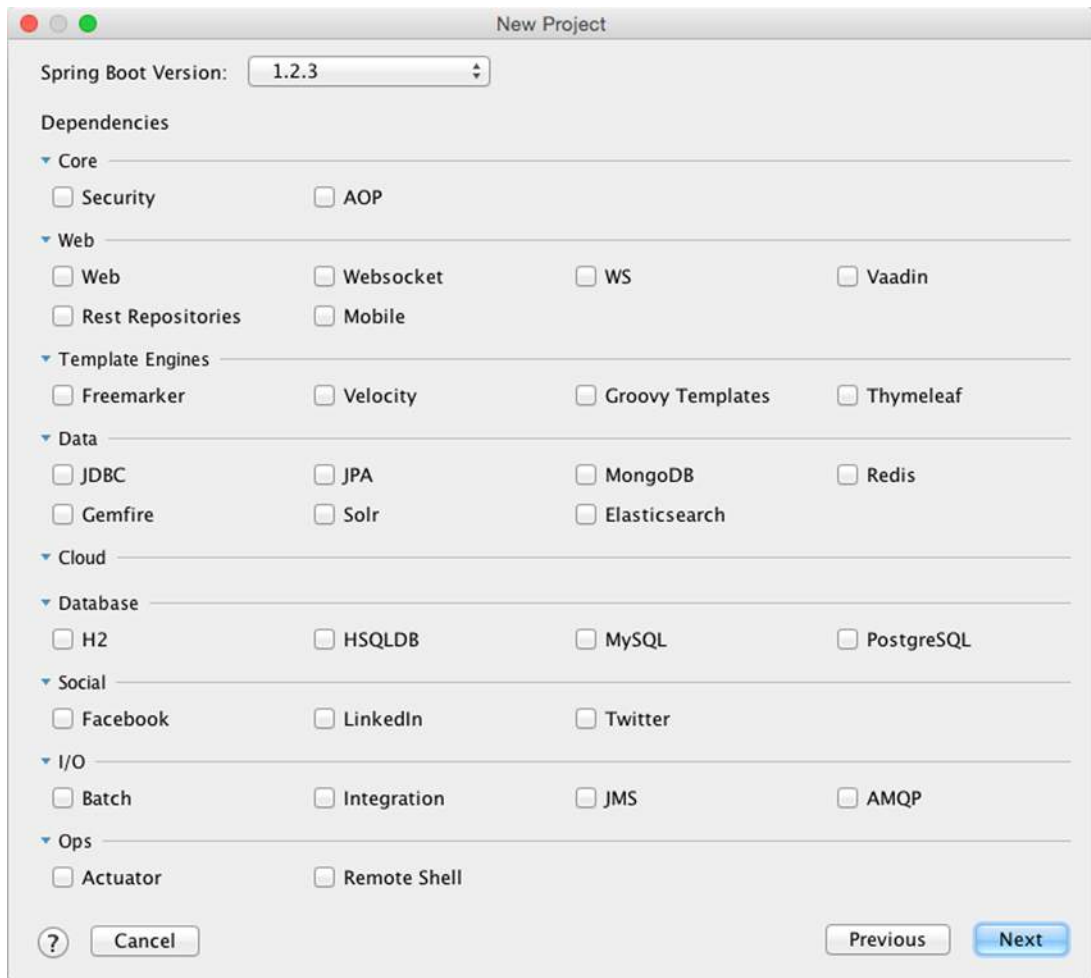 New Project
Spring Boot Version: 1.2.3
Dependencies
Core
Security AOP
Web
Web Websocket WS Vaadin
Rest Repositories Mobile
Template Engines
Freemarker Velocity Groovy Templates Thymeleaf
Data
JDBC JPA MongoDB Redis
Gemfire Solr Elasticsearch
Cloud
Database
H2 HSQLDB MySQL PostgreSQL
Social
Facebook LinkedIn Twitter
I/O
Batch Integration JMS AMQP
Ops
Actuator Remote Shell
? Cancel Previous Next